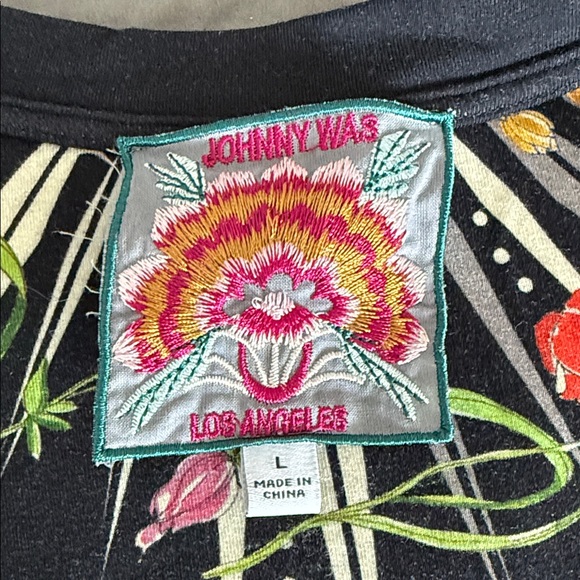 JOHNNY WAS
LOS ANGELES
L
MADE IN
CHINA